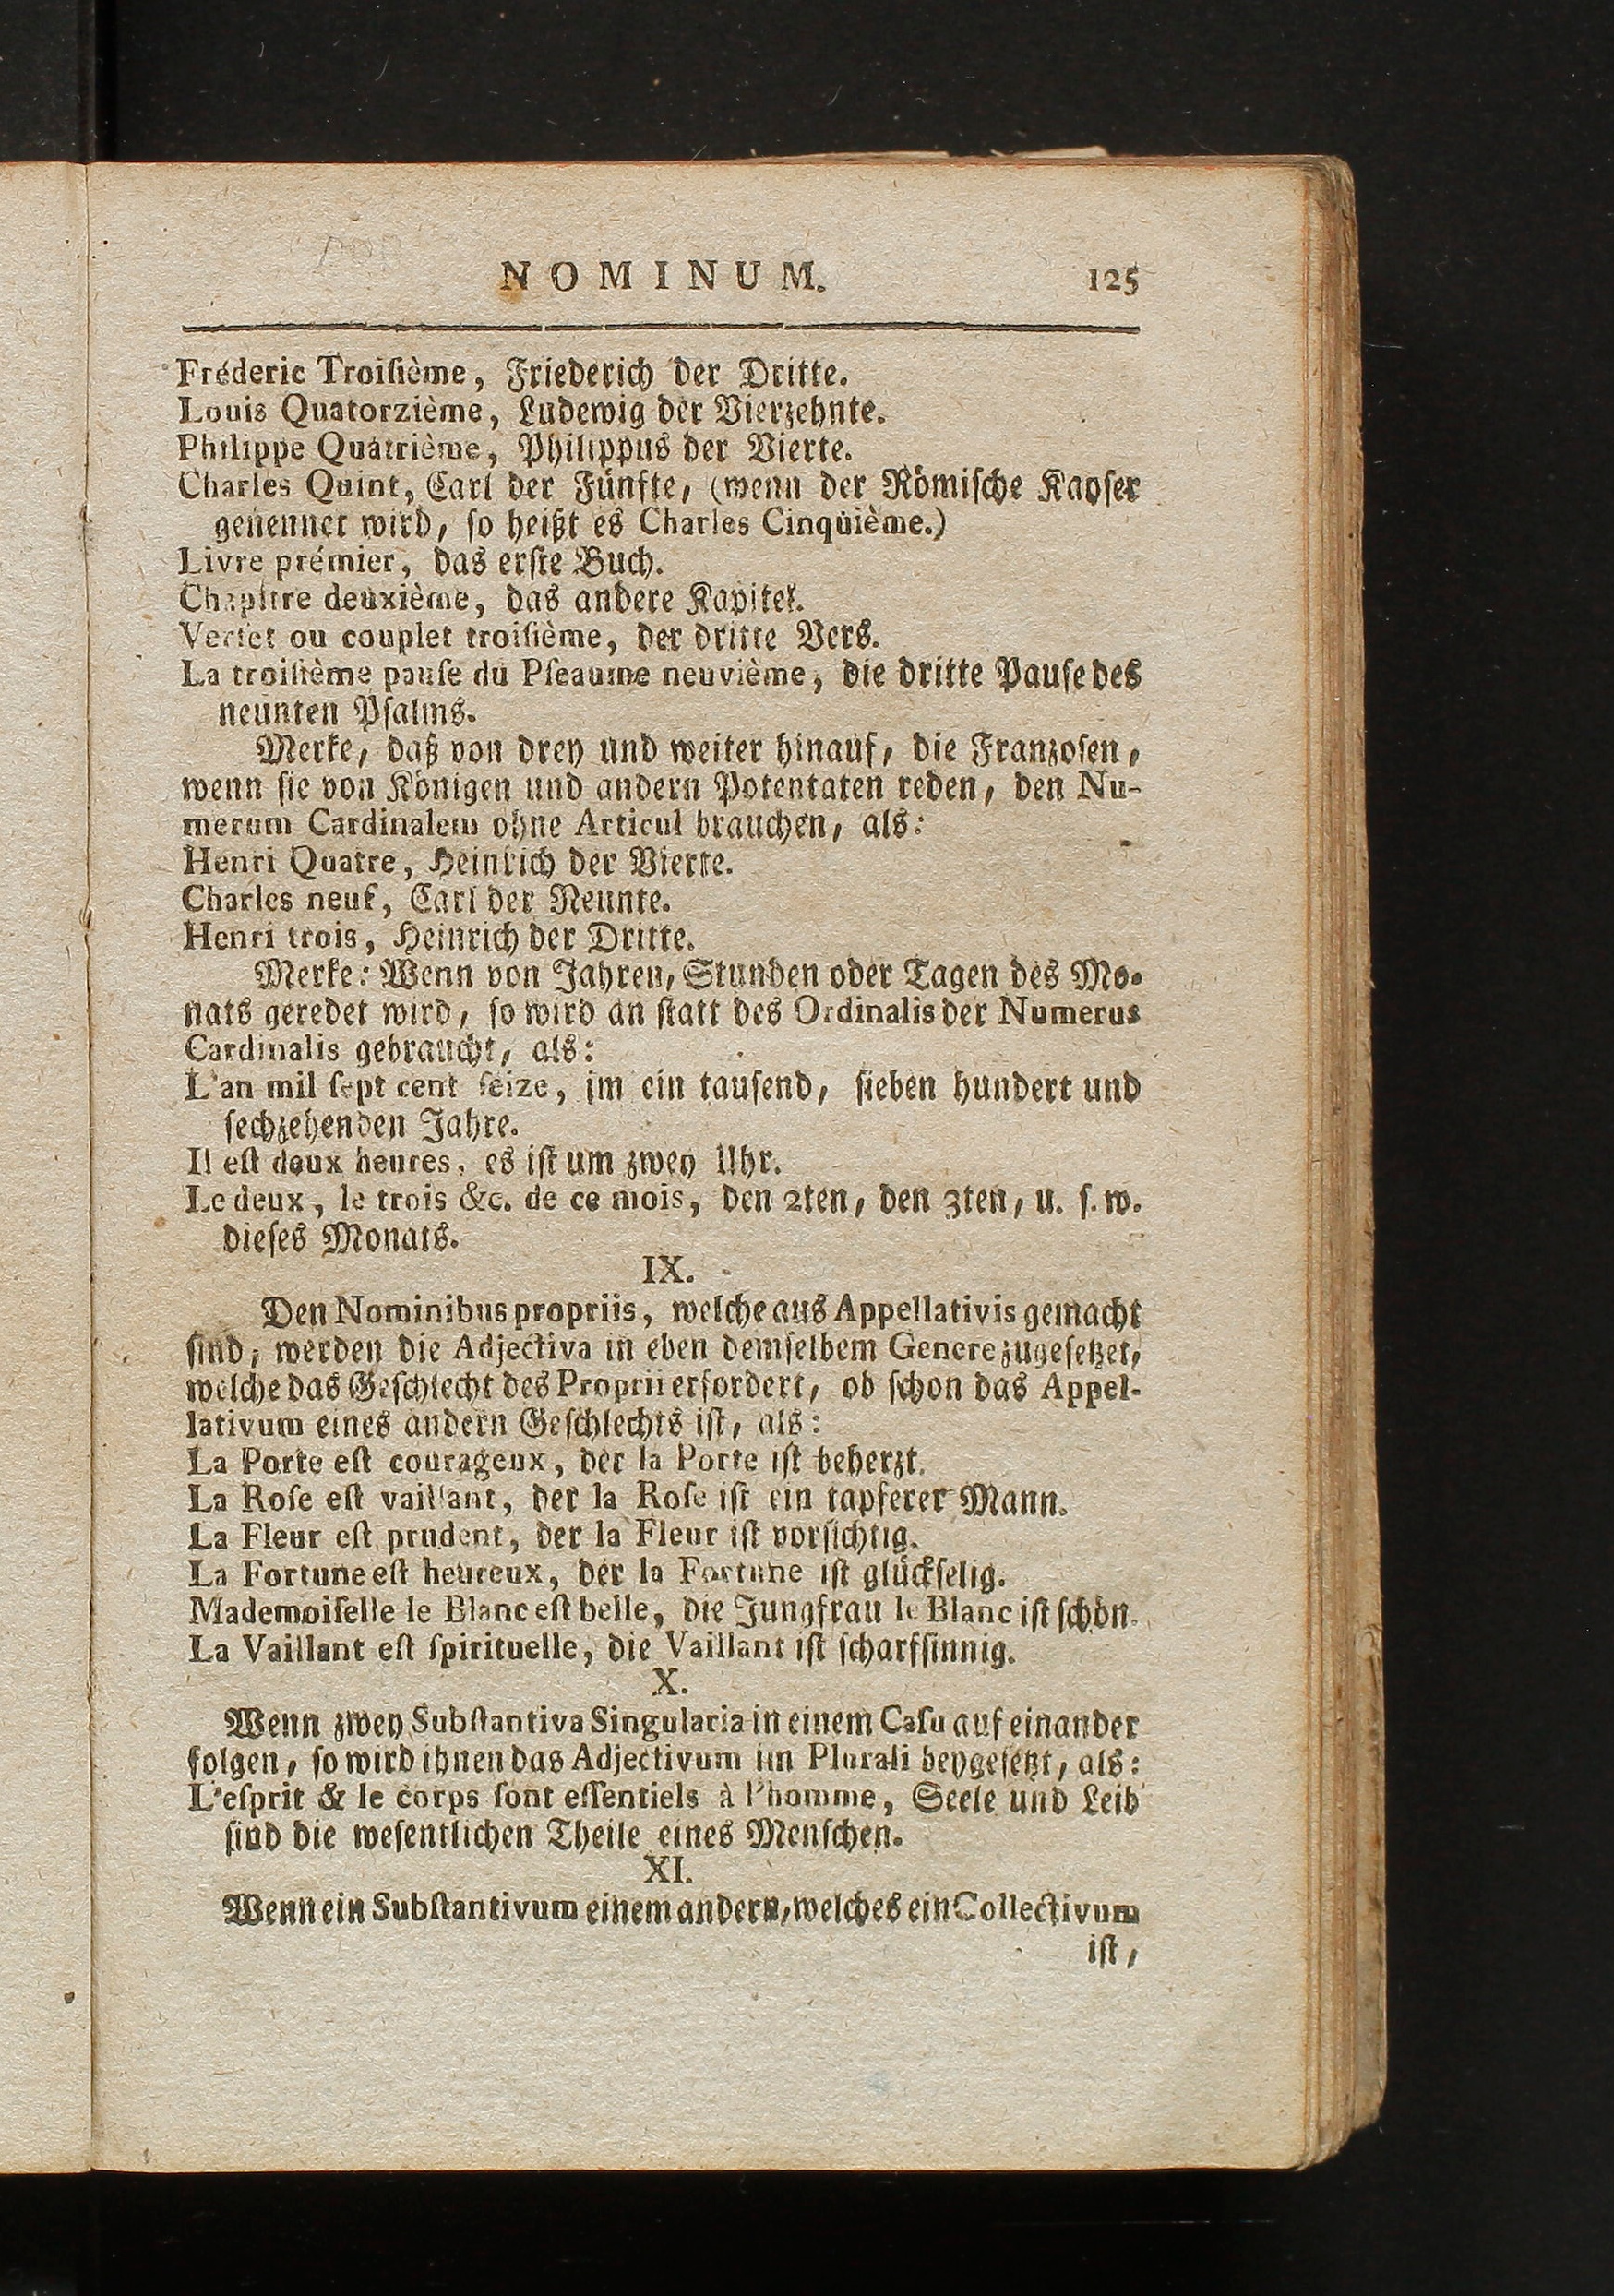 NOMINUM. 125
Fréderic Troiſième, Friederich der Dritte.
Louis Quatorzième, Ludewig der Vierzehnte.
Philippe Quatrième, Philippus der Vierte.
Charles Quint, Carl der Fünfte, (wenn der Römiſche Kayſer
genennet wird, ſo heißt es Charles Cinquième.)
Livre prémier, das erſte Buch.
Chapitre deuxième, das andere Kapitel.
Verſet ou couplet troiſième, der dritte Vers.
La troiſième pauſe du Pſeaume neuvième, die dritte Pauſe des
neunten Pſalms.
Merke, daß von drey und weiter hinauf, die Franzoſen,
wenn ſie von Königen und andern Potentaten reden, den Nu-
merum Cardinalem ohne Articul brauchen, als:
Henri Quatre, Heinrich der Vierte.
Charles neuf, Carl der Neunte.
Henri trois, Heinrich der Dritte.
Merke: Wenn von Jahren, Stunden oder Tagen des Mo-
nats geredet wird, ſo wird an ſtatt des Ordinalis der Numerus
Cardinalis gebraucht, als:
L'an mil ſept cent ſeize, im ein tauſend, ſieben hundert und
ſechzehenden Jahre.
Il eſt deux heures, es iſt um zwey Uhr.
Le deux, le trois &c. de ce mois, den 2ten, den 3ten, u. ſ. w.
dieſes Monats.
IX.
Den Nominibus propriis, welche aus Appellativis gemacht
ſind, werden die Adjectiva in eben demſelbem Genere zugeſetzet,
welche das Geſchlecht des Proprii erfordert, ob ſchon das Appel-
lativum eines andern Geſchlechts iſt, als:
La Porte eſt courageux, der la Porte iſt beherzt.
La Roſe eſt vaillant, der la Roſe iſt ein tapferer Mann.
La Fleur eſt prudent, der la Fleur iſt vorſichtig.
La Fortune eſt heureux, der la Fortune iſt glückſelig.
Mademoiſelle le Blanc eſt belle, die Jungfrau le Blanc iſt ſchön.
La Vaillant eſt ſpirituelle, die Vaillant iſt ſcharfſinnig.
X.
Wenn zwey Subſtantiva Singularia in einem Caſu auf einander
folgen, ſo wird ihnen das Adjectivum im Plurali beygeſetzt, als:
L'eſprit & le corps ſont eſſentiels à l'homme, Seele und Leib
ſind die weſentlichen Theile eines Menſchen.
XI.
Wenn ein Subſtantivum einem andern, welches ein Collectivum
iſt,